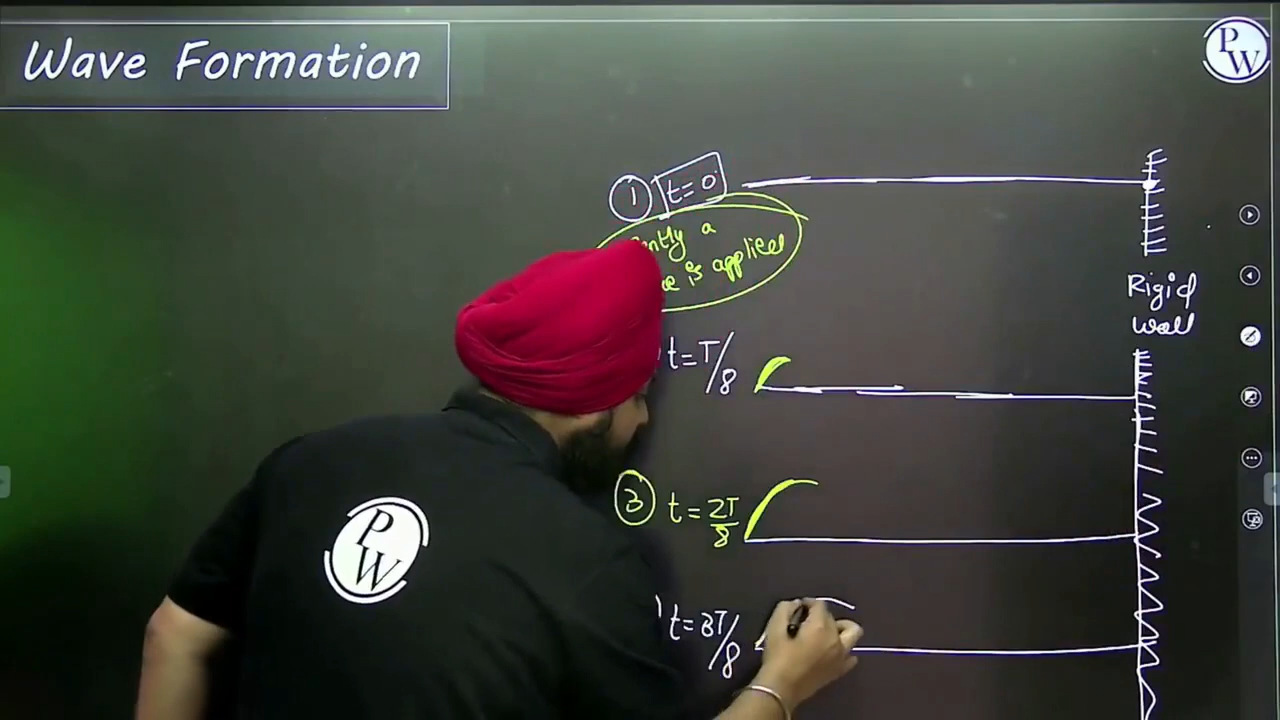 Wave Formation
PW
① t=0
a
is applied
Rigid
Wall
t=T/8
③ t=2T/8
t=3T/8
PW